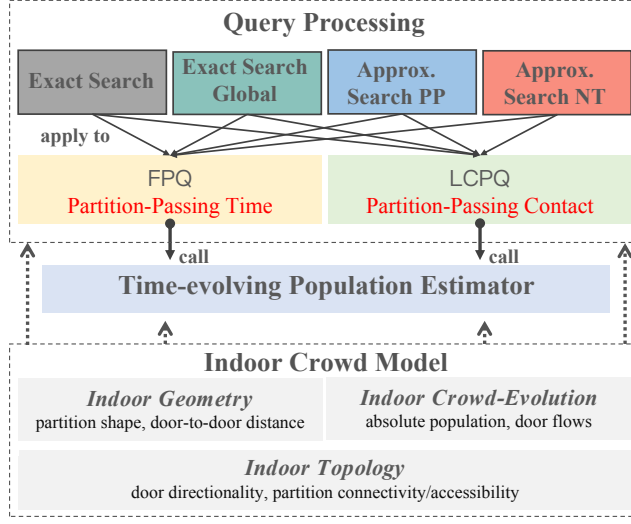 Query Processing
Exact Search
Exact Search
Global
Approx.
Search PP
Approx.
Search NT
apply to
FPQ
Partition-Passing Time
LCPQ
Partition-Passing Contact
call
call
Time-evolving Population Estimator
Indoor Crowd Model
Indoor Geometry
partition shape, door-to-door distance
Indoor Crowd-Evolution
absolute population, door flows
Indoor Topology
door directionality, partition connectivity/accessibility